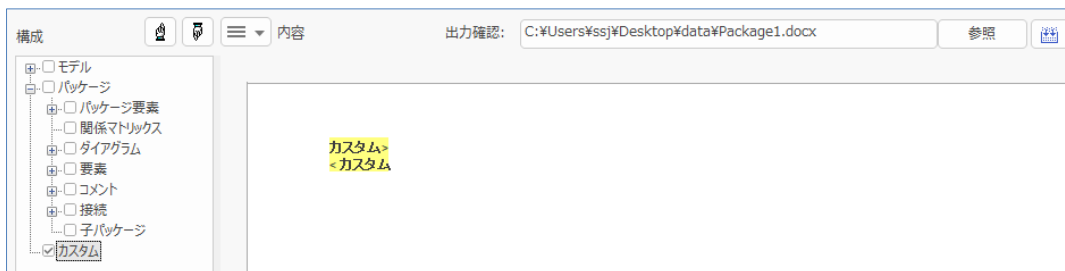 構成
内容
出力確認:
C:¥Users¥ssj¥Desktop¥data¥Package1.docx
参照
モデル
パッケージ
パッケージ要素
関係マトリックス
ダイアグラム
要素
コメント
接続
子パッケージ
カスタム
カスタム>
<カスタム